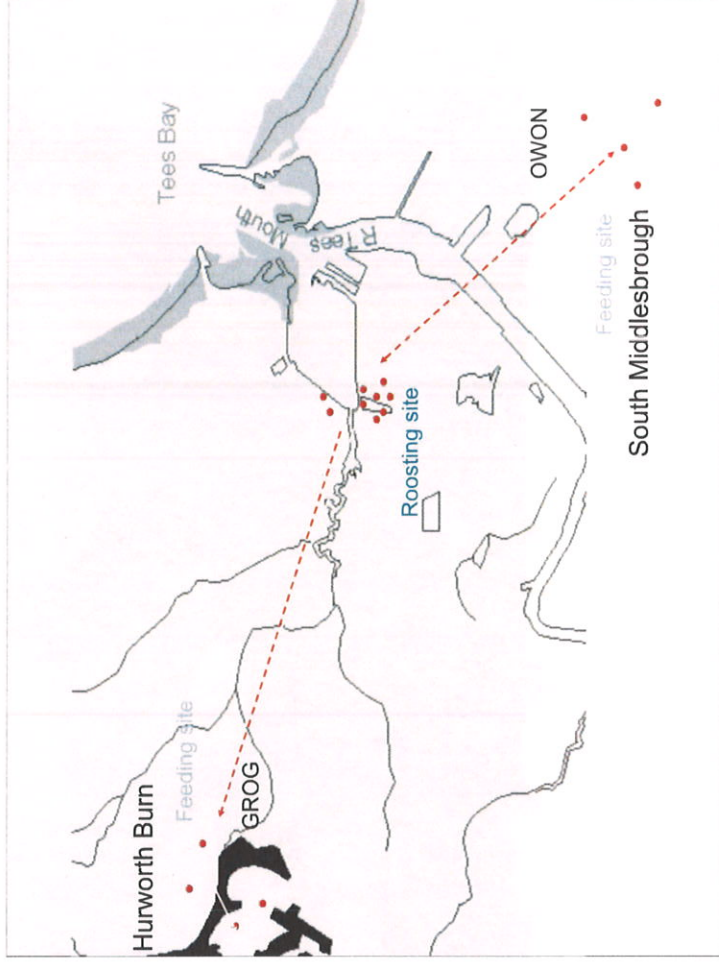 Tees Bay
Mouth
R Tees
OWON
Feeding site
South Middlesbrough
Roosting site
Hurworth Burn
Feeding site
GROG